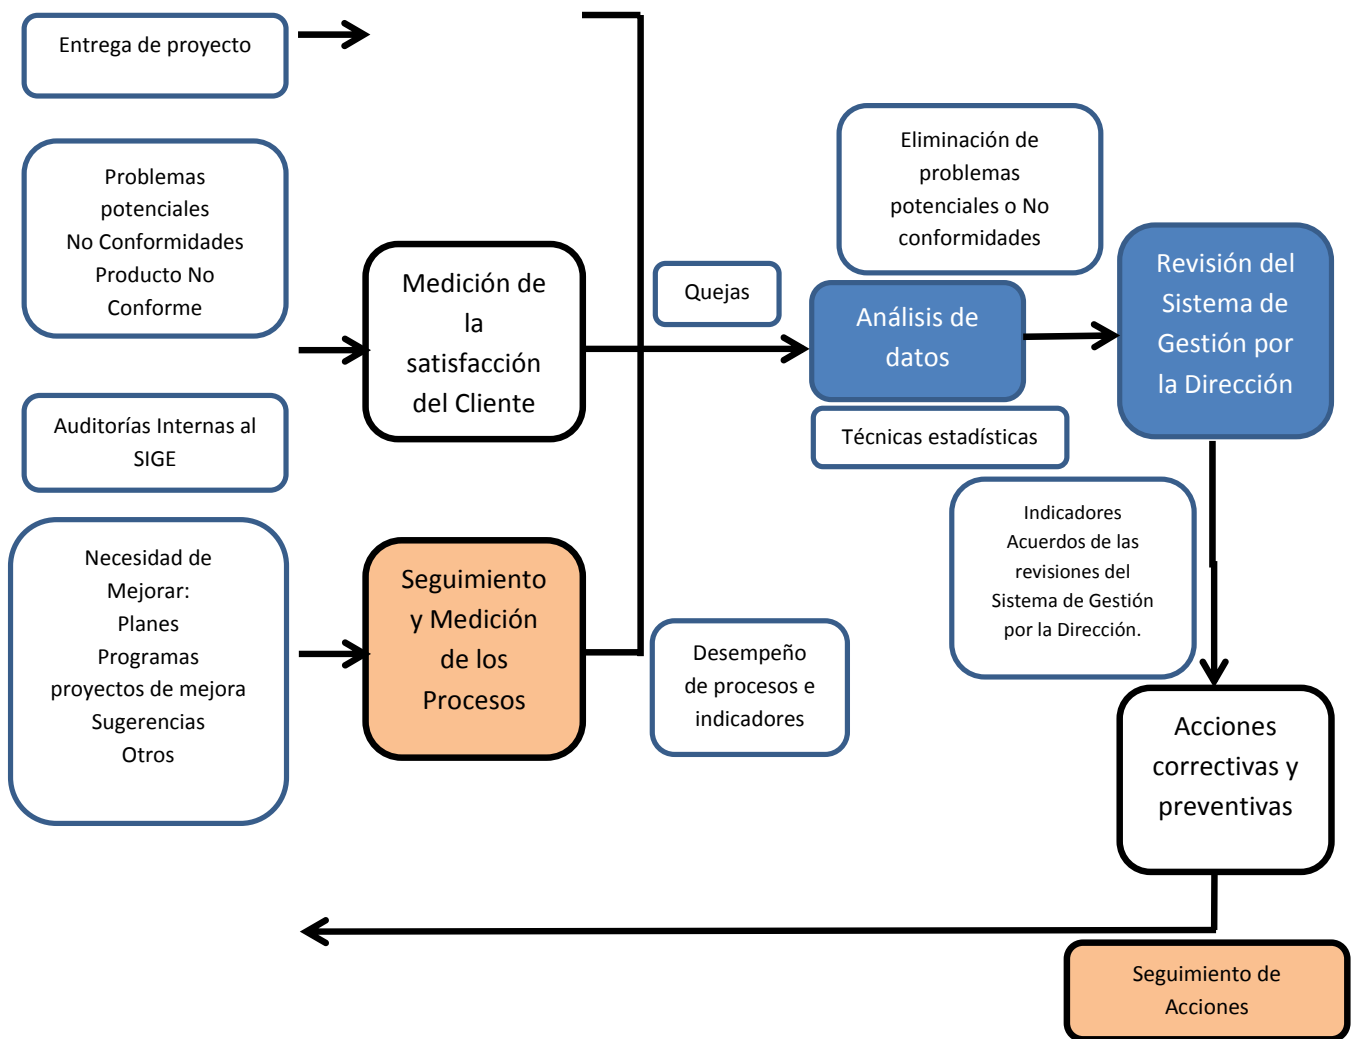 Entrega de proyecto
Problemas
potenciales
No Conformidades
Producto No
Conforme
Auditorías Internas al
SIGE
Necesidad de
Mejorar:
Planes
Programas
proyectos de mejora
Sugerencias
Otros
Medición de
la
satisfacción
del Cliente
Seguimiento
y Medición
de los
Procesos
Quejas
Desempeño
de procesos e
indicadores
Eliminación de
problemas
potenciales o No
conformidades
Análisis de
datos
Técnicas estadísticas
Revisión del
Sistema de
Gestión por
la Dirección
Indicadores
Acuerdos de las
revisiones del
Sistema de Gestión
por la Dirección.
Acciones
correctivas y
preventivas
Seguimiento de
Acciones